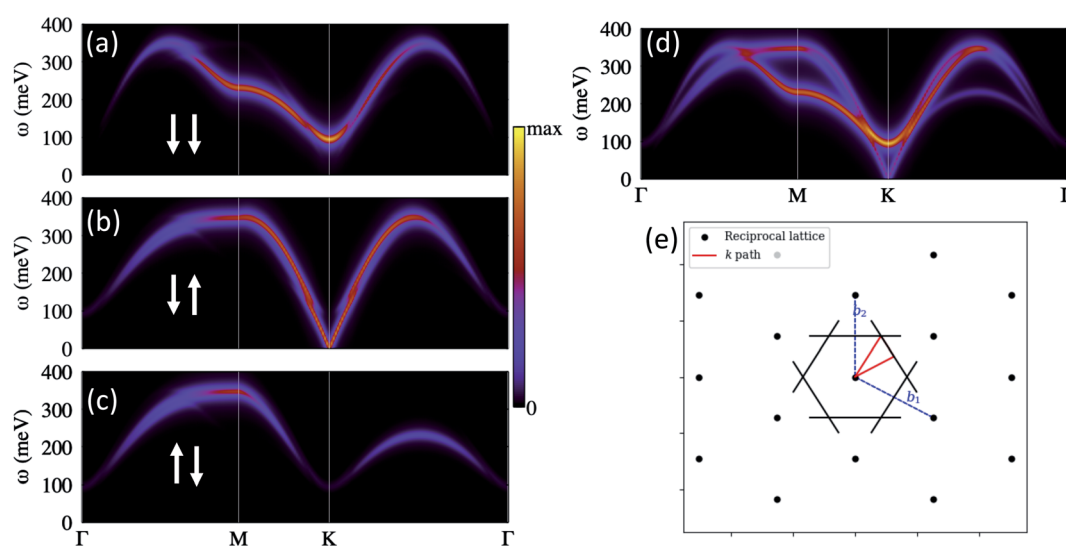 (a)
400
300
200
100
0
ω (meV)
(b)
400
300
200
100
0
ω (meV)
(c)
400
300
200
100
0
ω (meV)
Γ M K Γ
max
0
(d)
400
300
200
100
0
ω (meV)
Γ M K Γ
(e)
Reciprocal lattice
k path
b₂
b₁